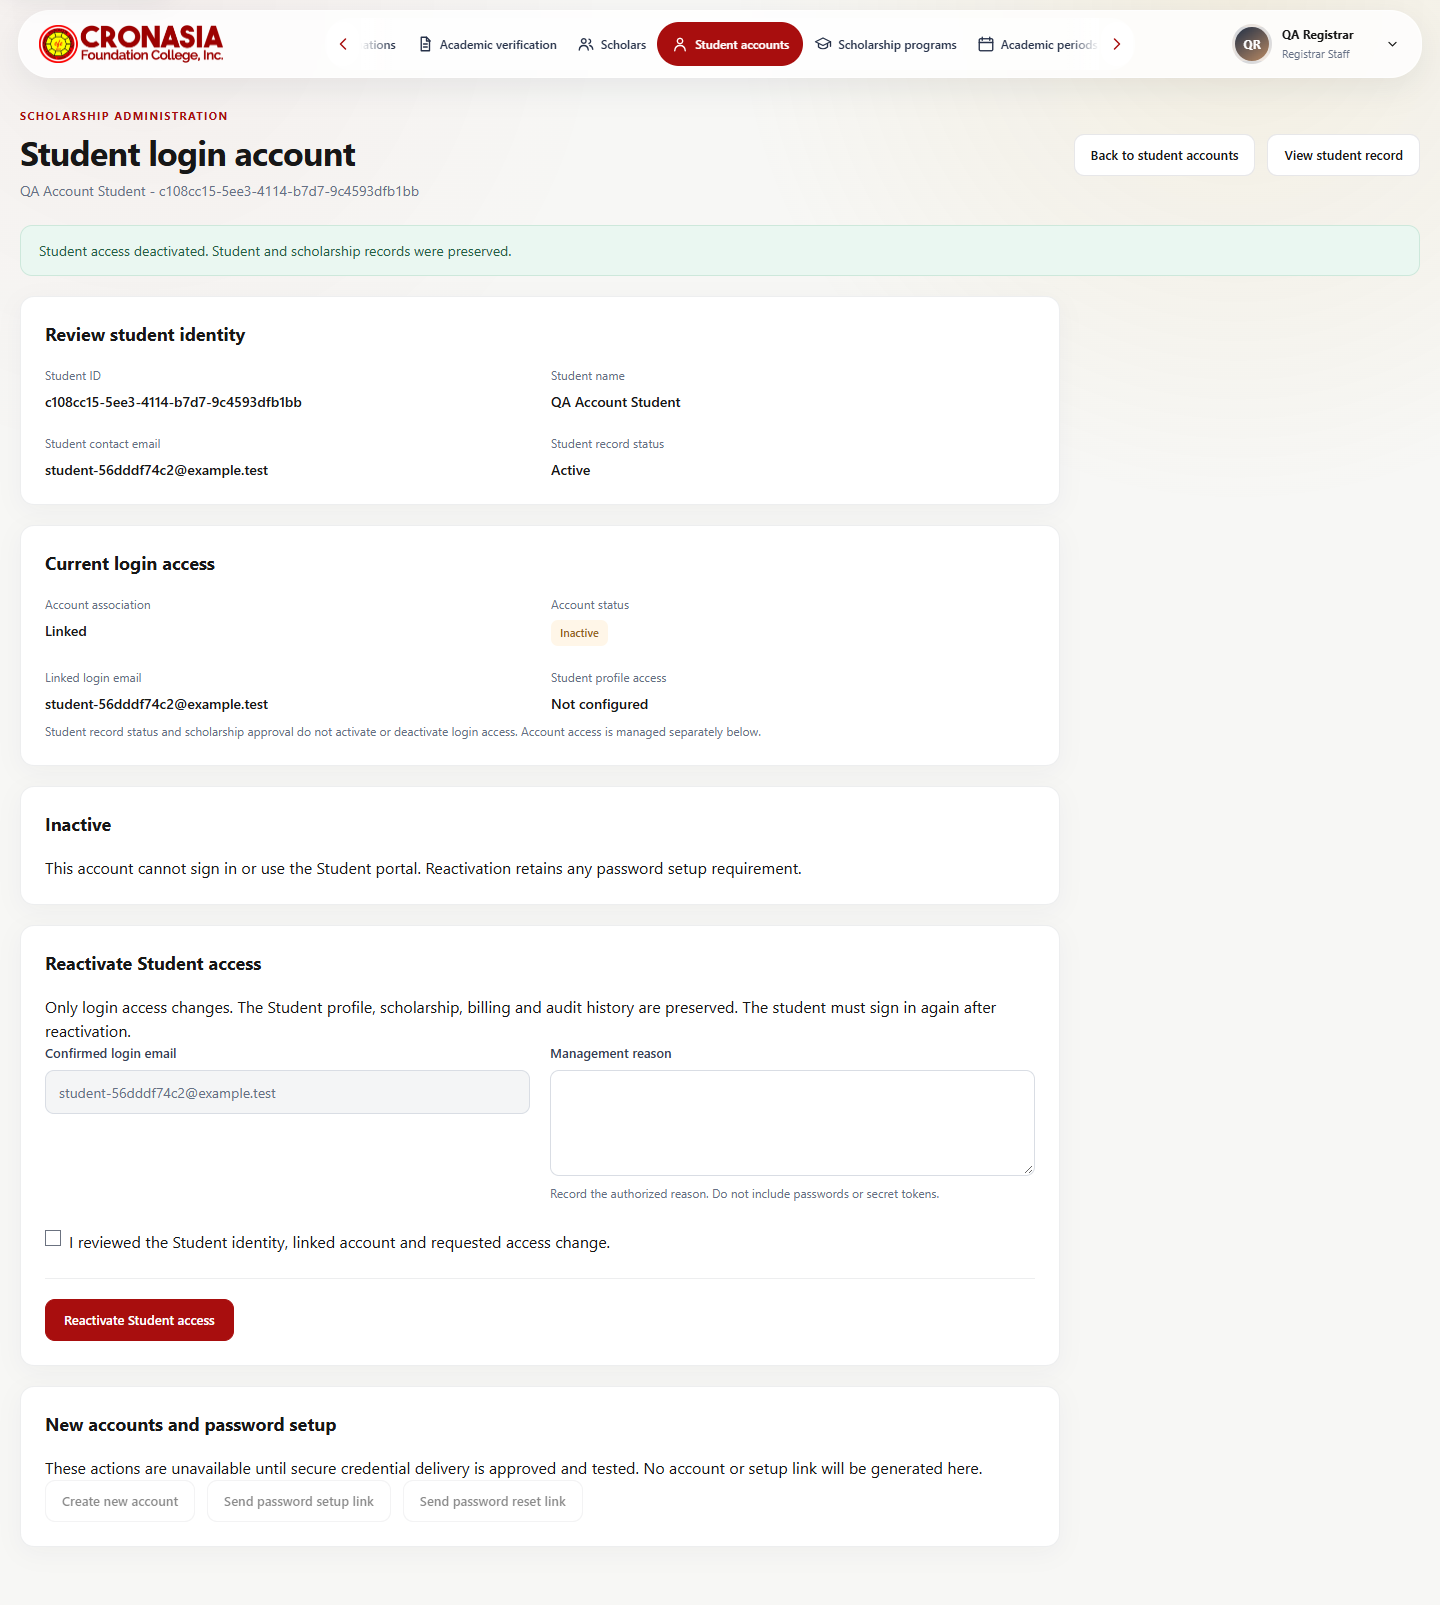 CRONASIA
Foundation College, Inc.
ations
Academic verification
Scholars
Student accounts
Scholarship programs
Academic periods
QR
QA Registrar
Registrar Staff
SCHOLARSHIP ADMINISTRATION
Student login account
QA Account Student - c108cc15-5ee3-4114-b7d7-9c4593dfb1bb
Back to student accounts
View student record
Student access deactivated. Student and scholarship records were preserved.
Review student identity
Student ID
c108cc15-5ee3-4114-b7d7-9c4593dfb1bb
Student name
QA Account Student
Student contact email
student-56dddf74c2@example.test
Student record status
Active
Current login access
Account association
Linked
Account status
Inactive
Linked login email
student-56dddf74c2@example.test
Student profile access
Not configured
Student record status and scholarship approval do not activate or deactivate login access. Account access is managed separately below.
Inactive
This account cannot sign in or use the Student portal. Reactivation retains any password setup requirement.
Reactivate Student access
Only login access changes. The Student profile, scholarship, billing and audit history are preserved. The student must sign in again after
reactivation.
Confirmed login email
student-56dddf74c2@example.test
Management reason
Record the authorized reason. Do not include passwords or secret tokens.
I reviewed the Student identity, linked account and requested access change.
Reactivate Student access
New accounts and password setup
These actions are unavailable until secure credential delivery is approved and tested. No account or setup link will be generated here.
Create new account
Send password setup link
Send password reset link